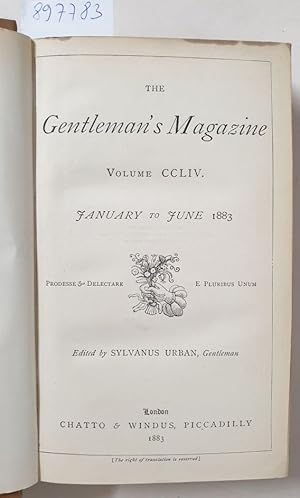 897783
THE
Gentleman's Magazine
VOLUME CCLIV.
JANUARY TO JUNE 1883
PRODESSE & DELECTARE E PLURIBUS UNUM
Edited by SYLVANUS URBAN, Gentleman
London
CHATTO & WINDUS, PICCADILLY
1883
[The right of translation is reserved]